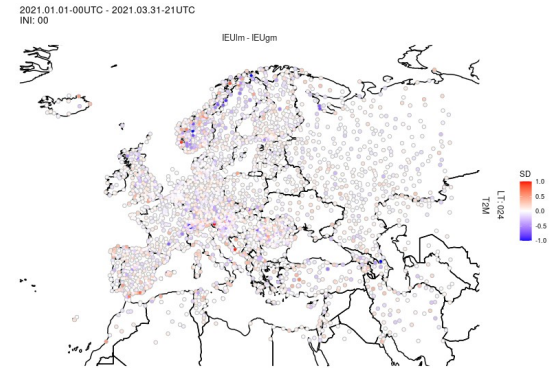 2021.01.01-00UTC - 2021.03.31-21UTC
INI: 00
IEUlm - IEUgm
LT: 024
T2M
SD
1.0
0.5
0.0
-0.5
-1.0